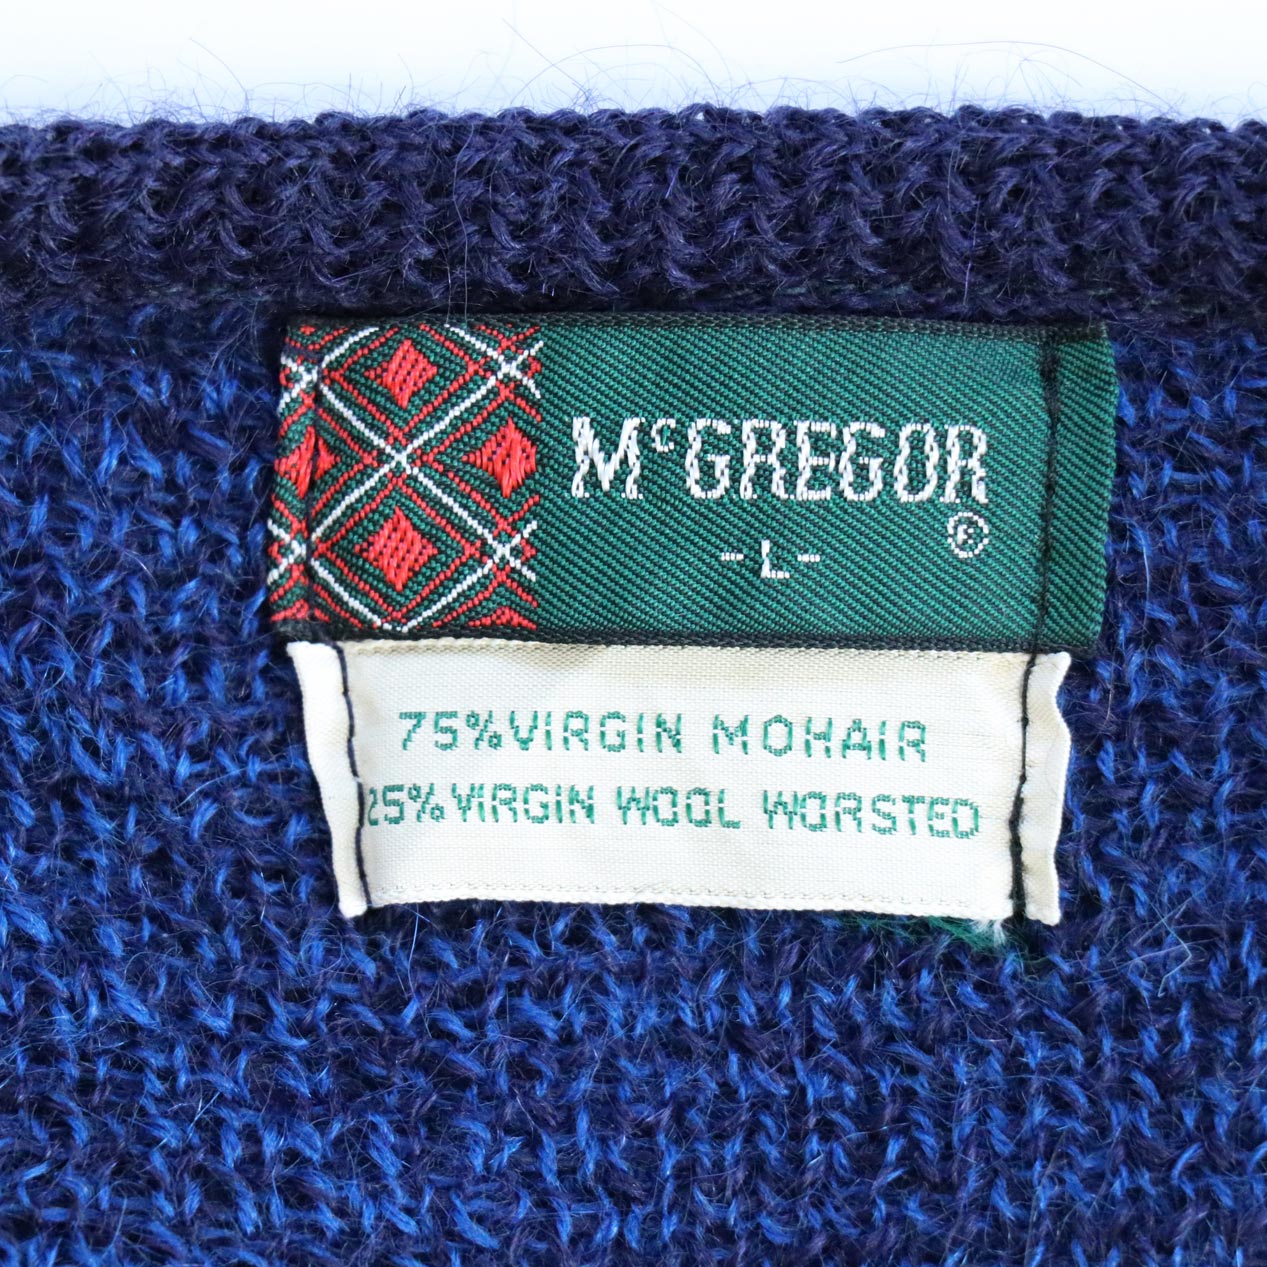 McGREGOR
®
-L-
75% VIRGIN MOHAIR
25% VIRGIN WOOL WORSTED